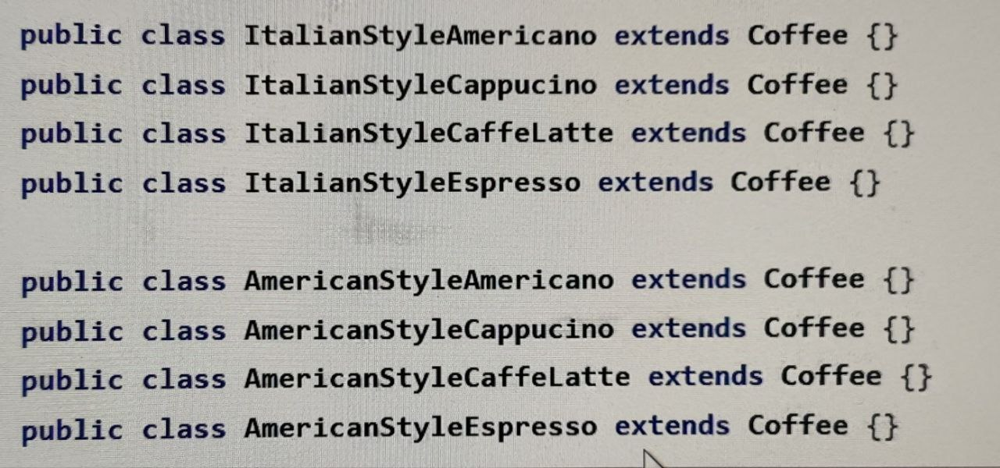 public class ItalianStyleAmericano extends Coffee {}
public class ItalianStyleCappucino extends Coffee {}
public class ItalianStyleCaffeLatte extends Coffee {}
public class ItalianStyleEspresso extends Coffee {}
public class AmericanStyleAmericano extends Coffee {}
public class AmericanStyleCappucino extends Coffee {}
public class AmericanStyleCaffeLatte extends Coffee {}
public class AmericanStyleEspresso extends Coffee {}